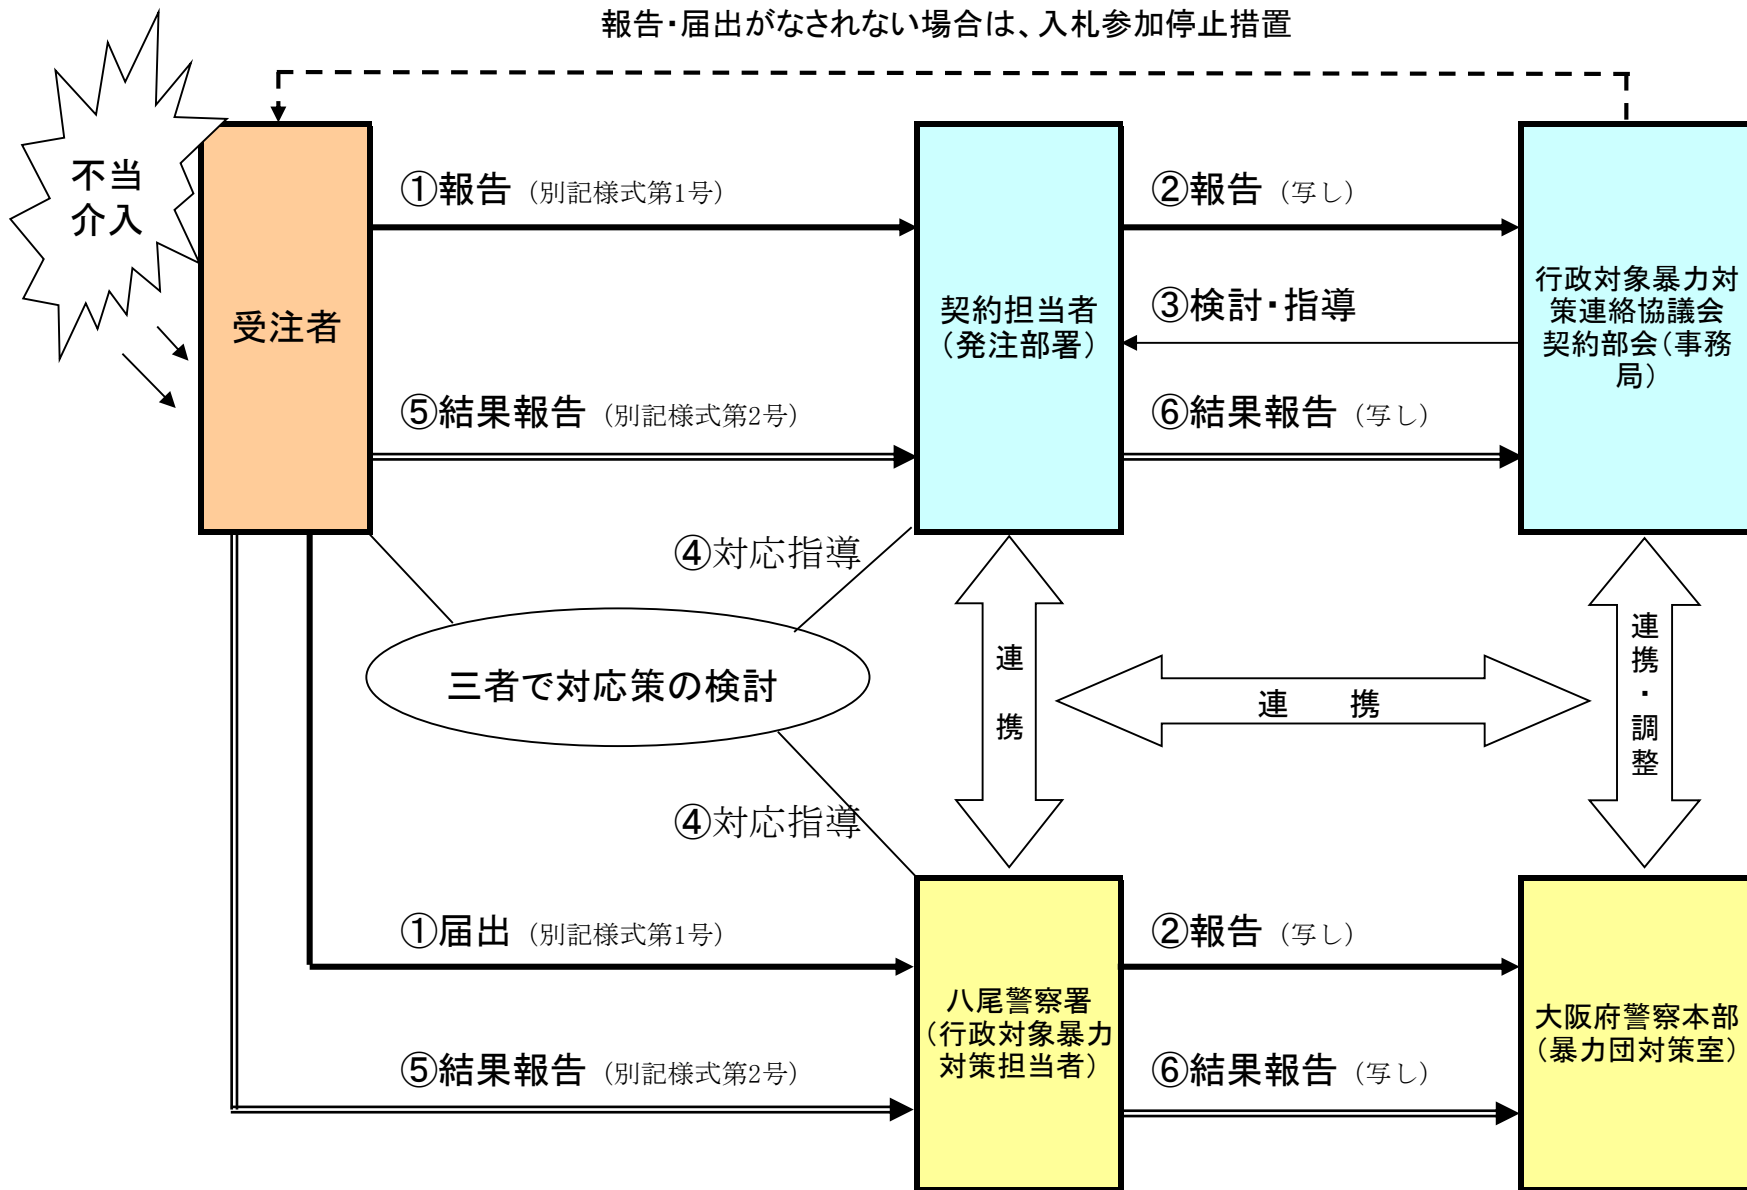 報告・届出がなされない場合は、入札参加停止措置
不当
介入
受注者
①報告（別記様式第1号）
②報告（写し）
契約担当者
（発注部署）
③検討・指導
行政対象暴力対
策連絡協議会
契約部会（事務
局）
⑤結果報告（別記様式第2号）
⑥結果報告（写し）
④対応指導
三者で対応策の検討
連携
連　携
連携・調整
④対応指導
①届出（別記様式第1号）
②報告（写し）
八尾警察署
（行政対象暴力
対策担当者）
大阪府警察本部
（暴力団対策室）
⑤結果報告（別記様式第2号）
⑥結果報告（写し）